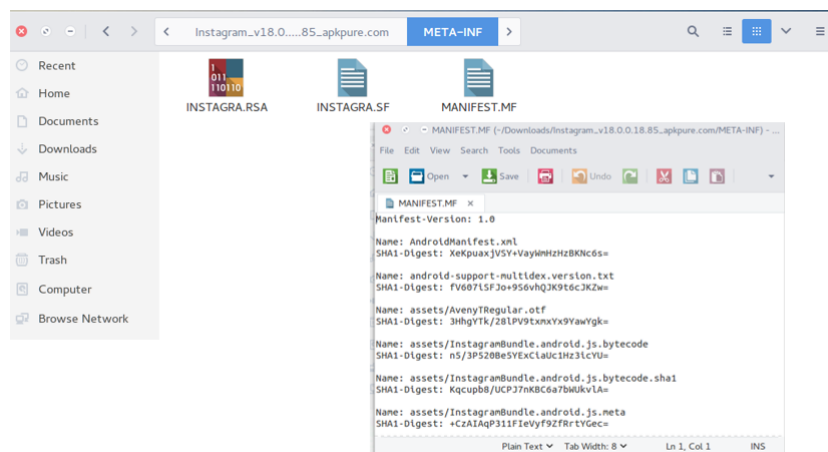 Instagram_v18.0.....85_apkpure.com
META-INF
Recent
Home
Documents
Downloads
Music
Pictures
Videos
Trash
Computer
Browse Network
1
011
110110
INSTAGRA.RSA
INSTAGRA.SF
MANIFEST.MF
MANIFEST.MF (~/Downloads/Instagram_v18.0.0.18.85_apkpure.com/META-INF) - ...
File Edit View Search Tools Documents
Open Save Undo
MANIFEST.MF
Manifest-Version: 1.0
Name: AndroidManifest.xml
SHA1-Digest: XeKpuaxjVSY+VayWmHzHzBKNc6s=
Name: android-support-multidex.version.txt
SHA1-Digest: fV607iSFJo+9S6vhQJK9t6cJKZw=
Name: assets/AvenyTRegular.otf
SHA1-Digest: 3HhgYTk/28lPV9txmxYx9YawYgk=
Name: assets/InstagramBundle.android.js.bytecode
SHA1-Digest: n5/3P520Be5YExCiaUc1Hz3icYU=
Name: assets/InstagramBundle.android.js.bytecode.sha1
SHA1-Digest: Kqcupb8/UCPJ7nKBC6a7bWUkvlA=
Name: assets/InstagramBundle.android.js.meta
SHA1-Digest: +CzAIAqP311FIeVyf9ZfRrtYGec=
Plain Text Tab Width: 8 Ln 1, Col 1 INS